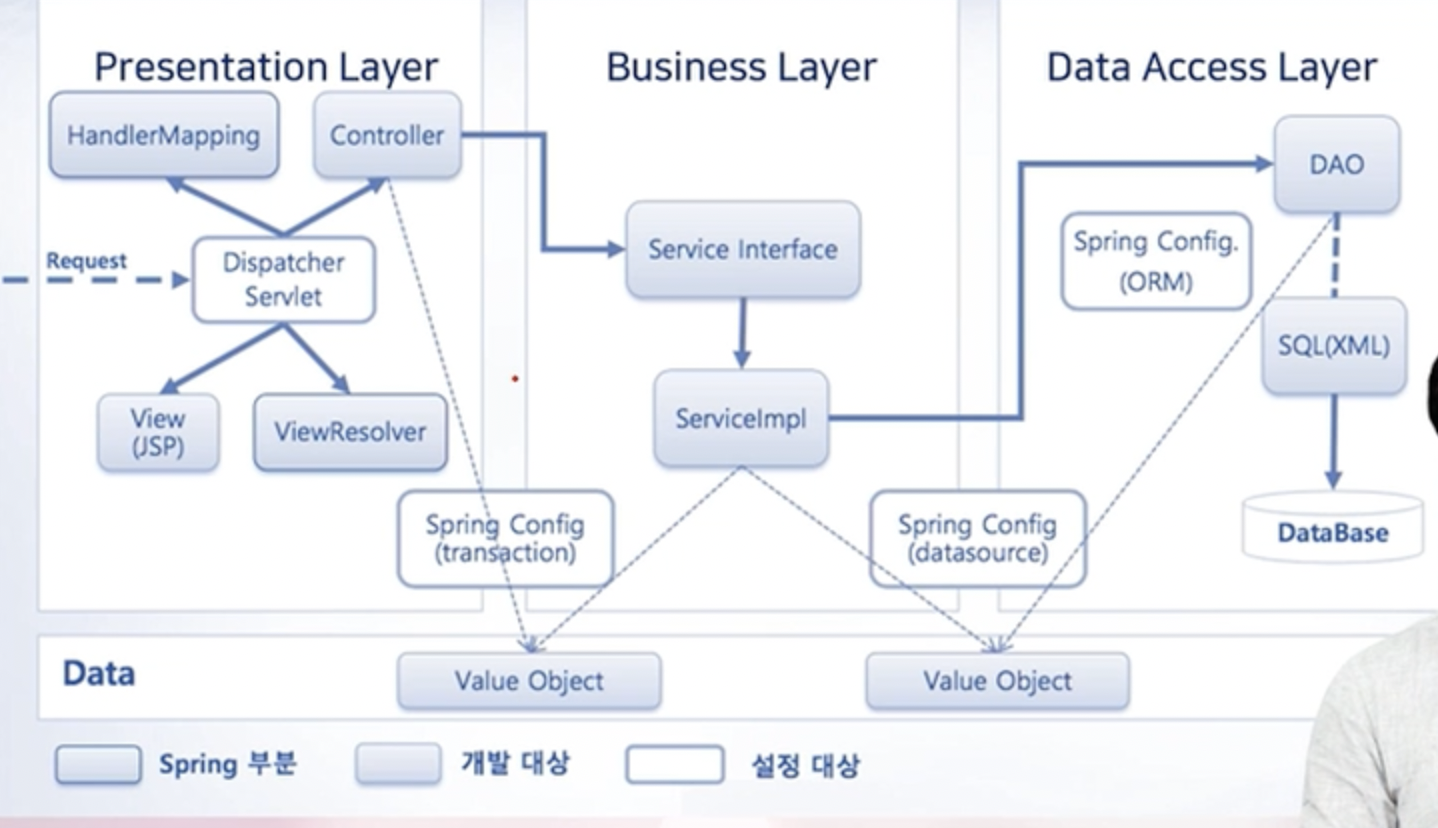 Presentation Layer
Business Layer
Data Access Layer
HandlerMapping
Controller
DAO
Service Interface
Spring Config.
(ORM)
Request
Dispatcher
Servlet
SQL(XML)
View
(JSP)
ViewResolver
ServiceImpl
Spring Config
(transaction)
Spring Config
(datasource)
DataBase
Data
Value Object
Value Object
Spring 부분
개발 대상
설정 대상